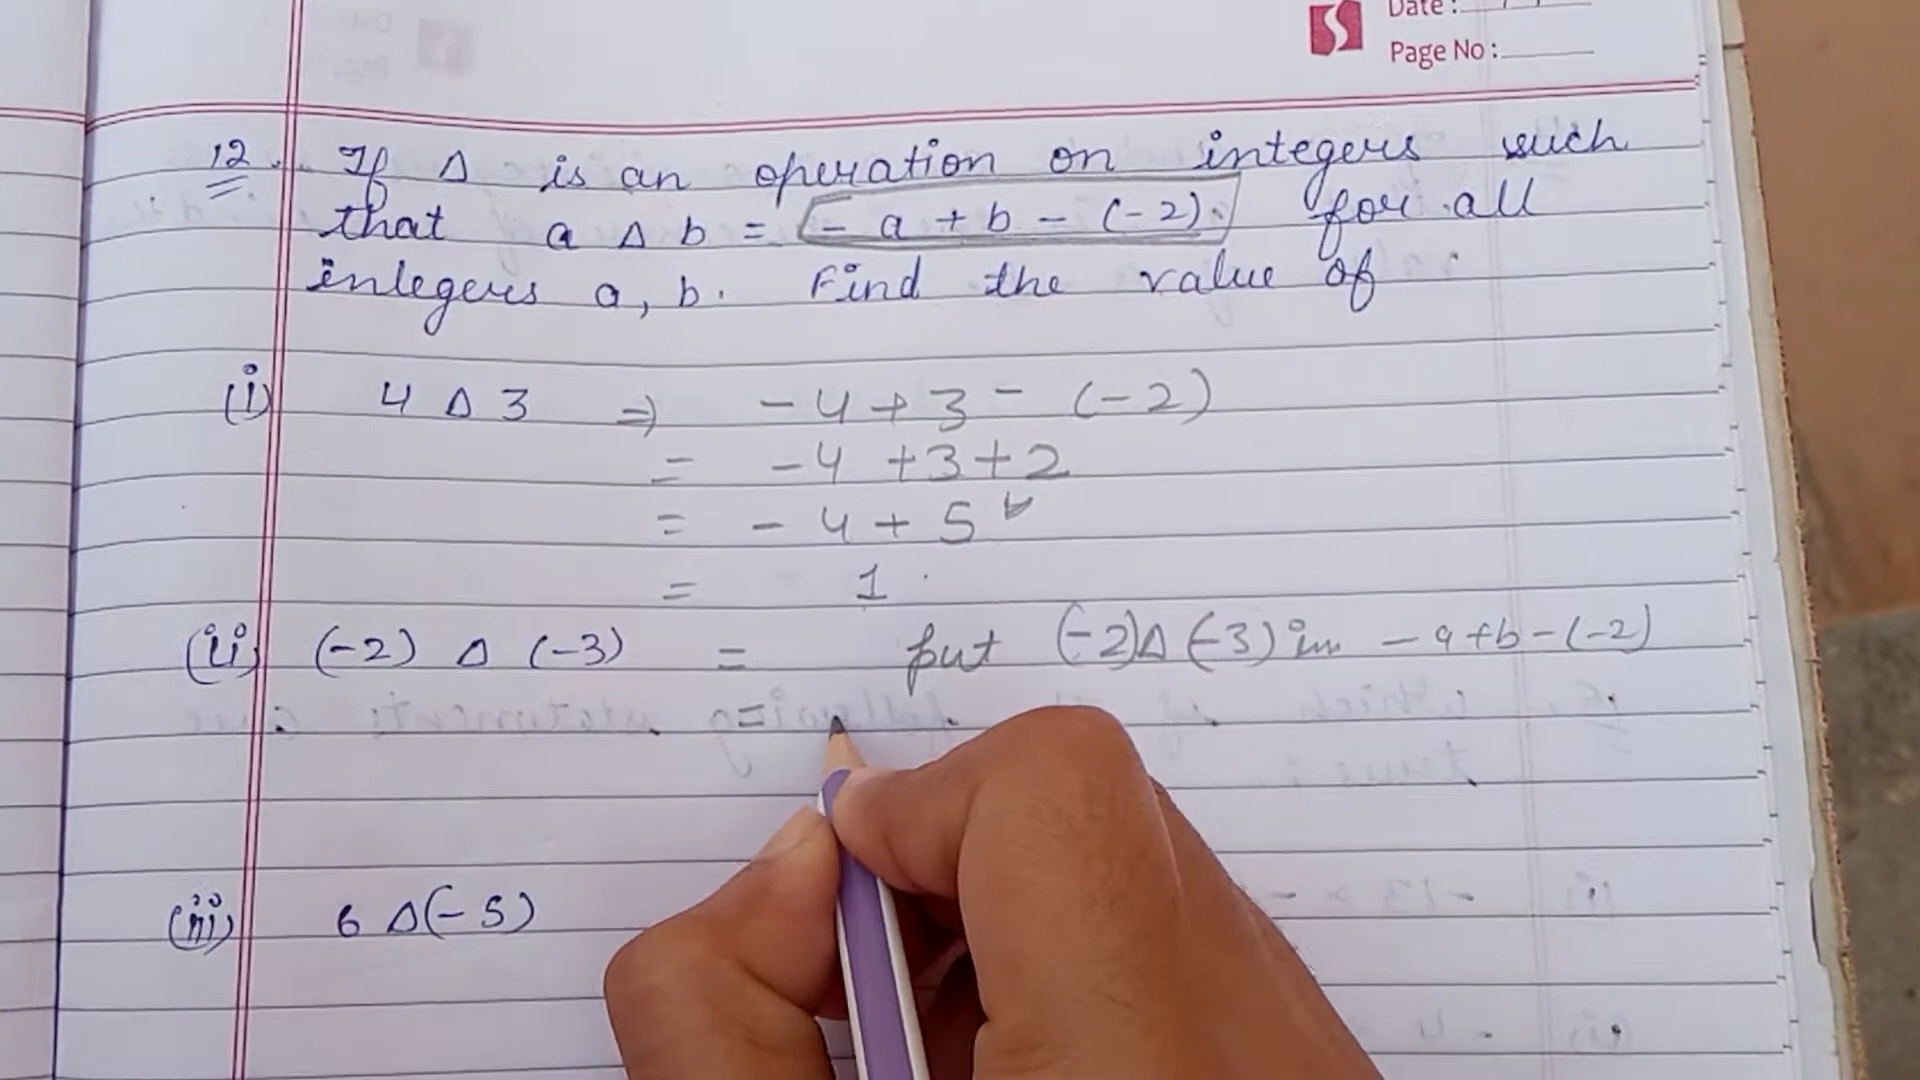 Date :
Page No :
12. If Δ is an operation on integers such
that a Δ b = - a + b - (-2). for all
integers a, b. Find the value of
(i) 4 Δ 3 ⇒ - 4 + 3 - (-2)
= - 4 + 3 + 2
= - 4 + 5
= 1
(ii) (-2) Δ (-3) = put (-2) Δ (-3) in - a + b - (-2)
=
(iii) 6 Δ (- 5)